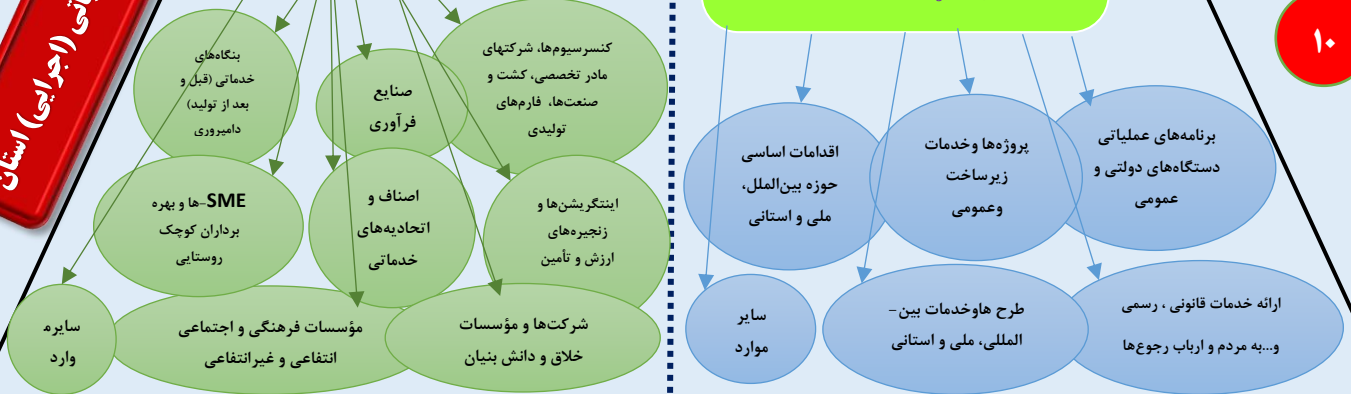 ۱۰
برنامه‌های عملیاتی
دستگاه‌های دولتی و
عمومی
پروژه‌ها وخدمات
زیرساخت
وعمومی
اقدامات اساسی
حوزه بین‌الملل،
ملی و استانی
ارائه خدمات قانونی ، رسمی
و...به مردم و ارباب رجوع‌ها
طرح هاوخدمات بین-
المللی، ملی و استانی
سایر
موارد
کنسرسیوم‌ها، شرکتهای
مادر تخصصی، کشت و
صنعت‌ها، فارم‌های
تولیدی
صنایع
فرآوری
بنگاه‌های
خدماتی (قبل و
بعد از تولید)
دامپروری
اینتگریشن‌ها و
زنجیره‌های
ارزش و تأمین
اصناف و
اتحادیه‌های
خدماتی
SME-ها و بهره
برداران کوچک
روستایی
شرکت‌ها و مؤسسات
خلاق و دانش بنیان
مؤسسات فرهنگی و اجتماعی
انتفاعی و غیرانتفاعی
سایرم
وارد
(اجرایی) استان